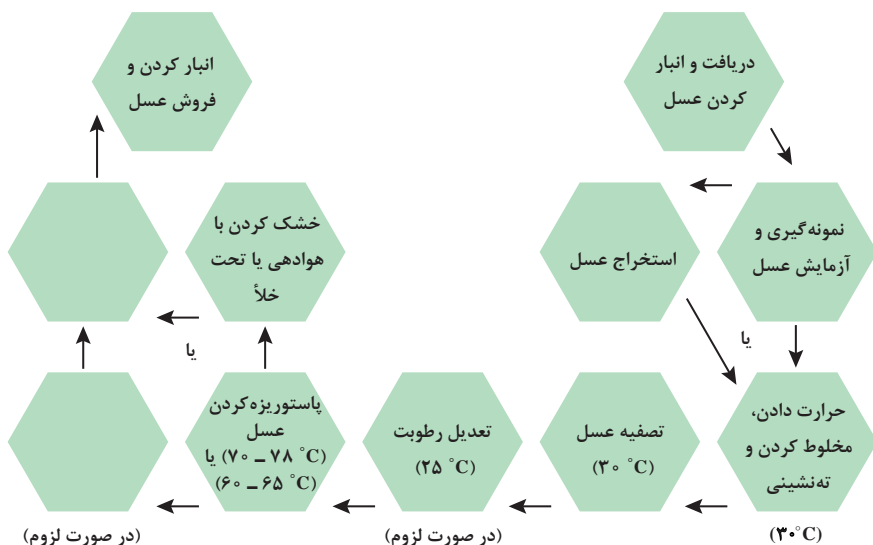 دریافت و انبار
کردن عسل
نمونه‌گیری و
آزمایش عسل
استخراج عسل
یا
حرارت دادن،
مخلوط کردن و
ته‌نشینی
(۳۰°C)
تصفیه عسل
(۳۰ °C)
تعدیل رطوبت
(۲۵ °C)
(در صورت لزوم)
پاستوریزه‌کردن
عسل
(۷۰ – ۷۸ °C) یا
(۶۰ – ۶۵ °C)
(در صورت لزوم)
یا
خشک کردن با
هوادهی یا تحت
خلأ
انبار کردن و
فروش عسل